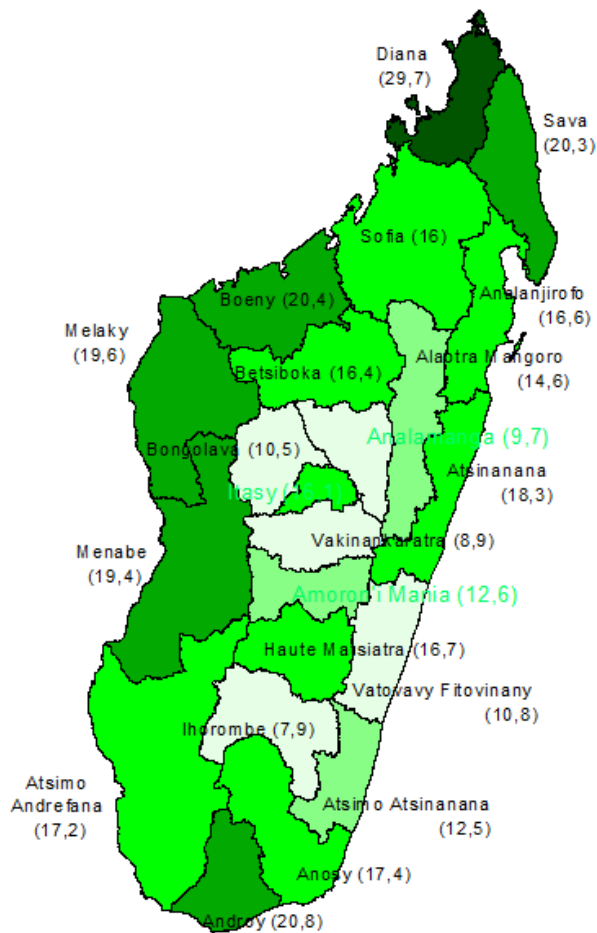 Diana
(29,7)
Sava
(20,3)
Sofia (16)
Analanjirofo
(16,6)
Boeny (20,4)
Melaky
(19,6)
Alaotra Mangoro
(14,6)
Betsiboka (16,4)
Analamanga (9,7)
Bongolava (10,5)
Atsinanana
(18,3)
Itasy (16,1)
Vakinankaratra (8,9)
Menabe
(19,4)
Amoron'i Mania (12,6)
Haute Matsiatra (16,7)
Vatovavy Fitovinany
(10,8)
Ihorombe (7,9)
Atsimo
Andrefana
(17,2)
Atsimo Atsinanana
(12,5)
Anosy (17,4)
Androy (20,8)